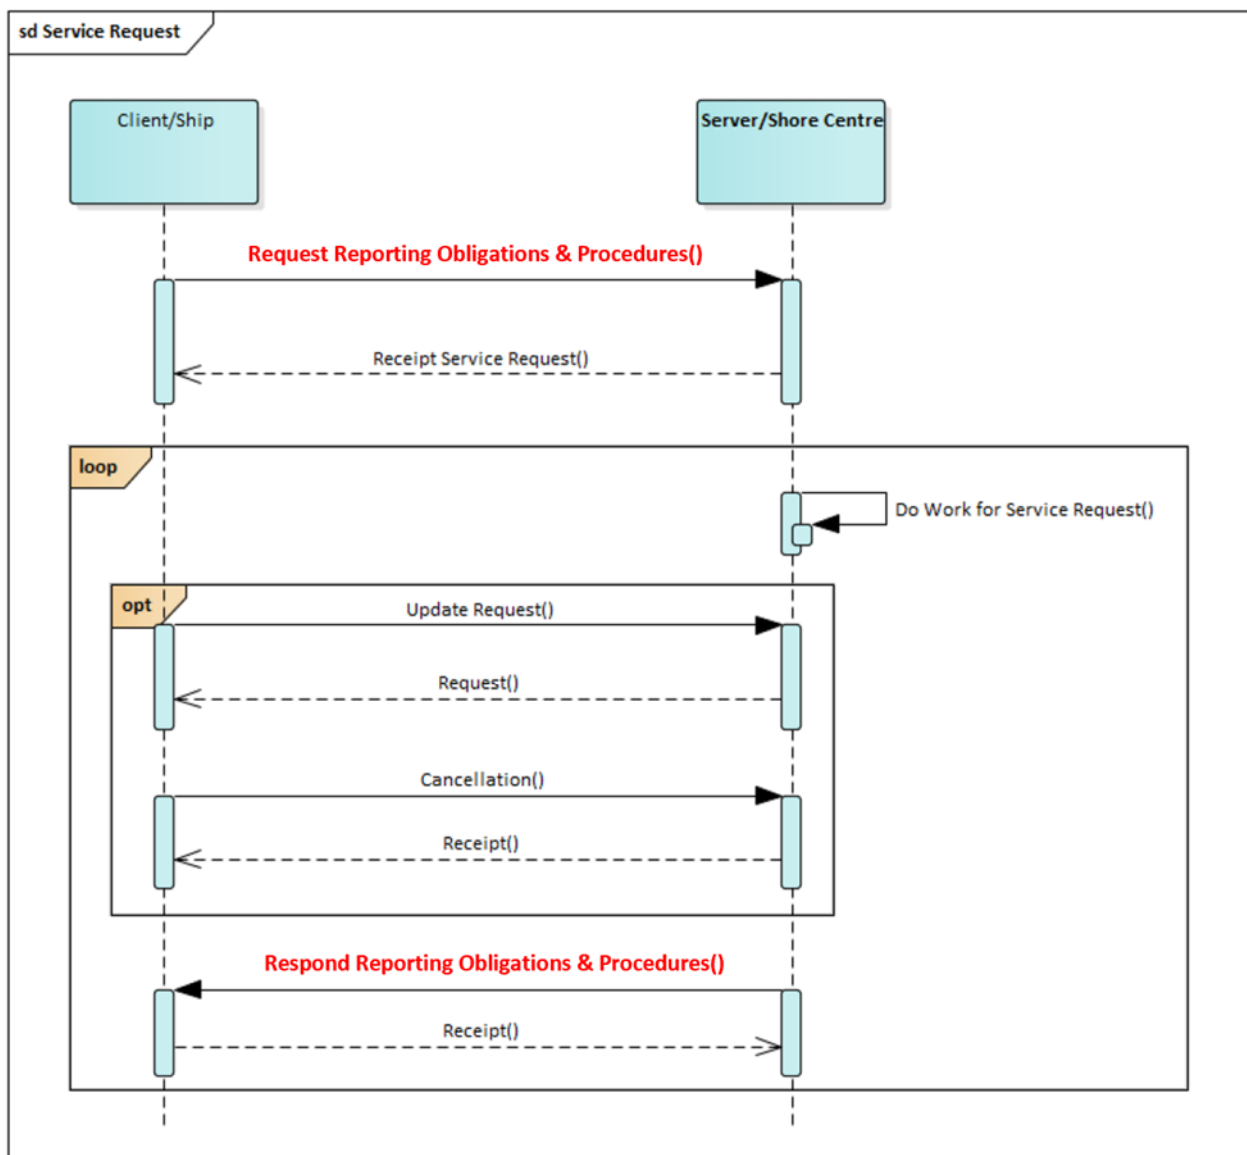 sd Service Request
Client/Ship
Server/Shore Centre
Request Reporting Obligations & Procedures()
Receipt Service Request()
loop
Do Work for Service Request()
opt
Update Request()
Request()
Cancellation()
Receipt()
Respond Reporting Obligations & Procedures()
Receipt()